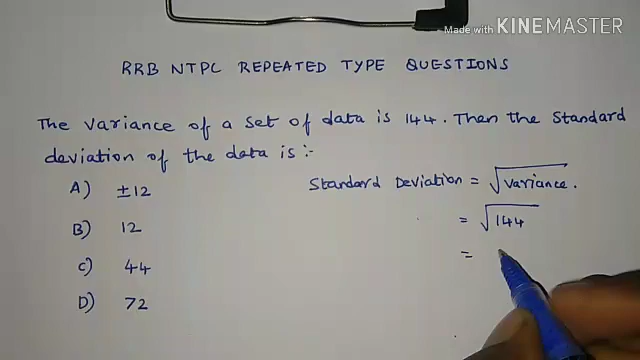 Made with KINEMASTER
RRB NTPC REPEATED TYPE QUESTIONS
The variance of a set of data is 144. Then the Standard
deviation of the data is :-
A) ±12
B) 12
C) 44
D) 72
Standard Deviation = √variance.
= √144
=